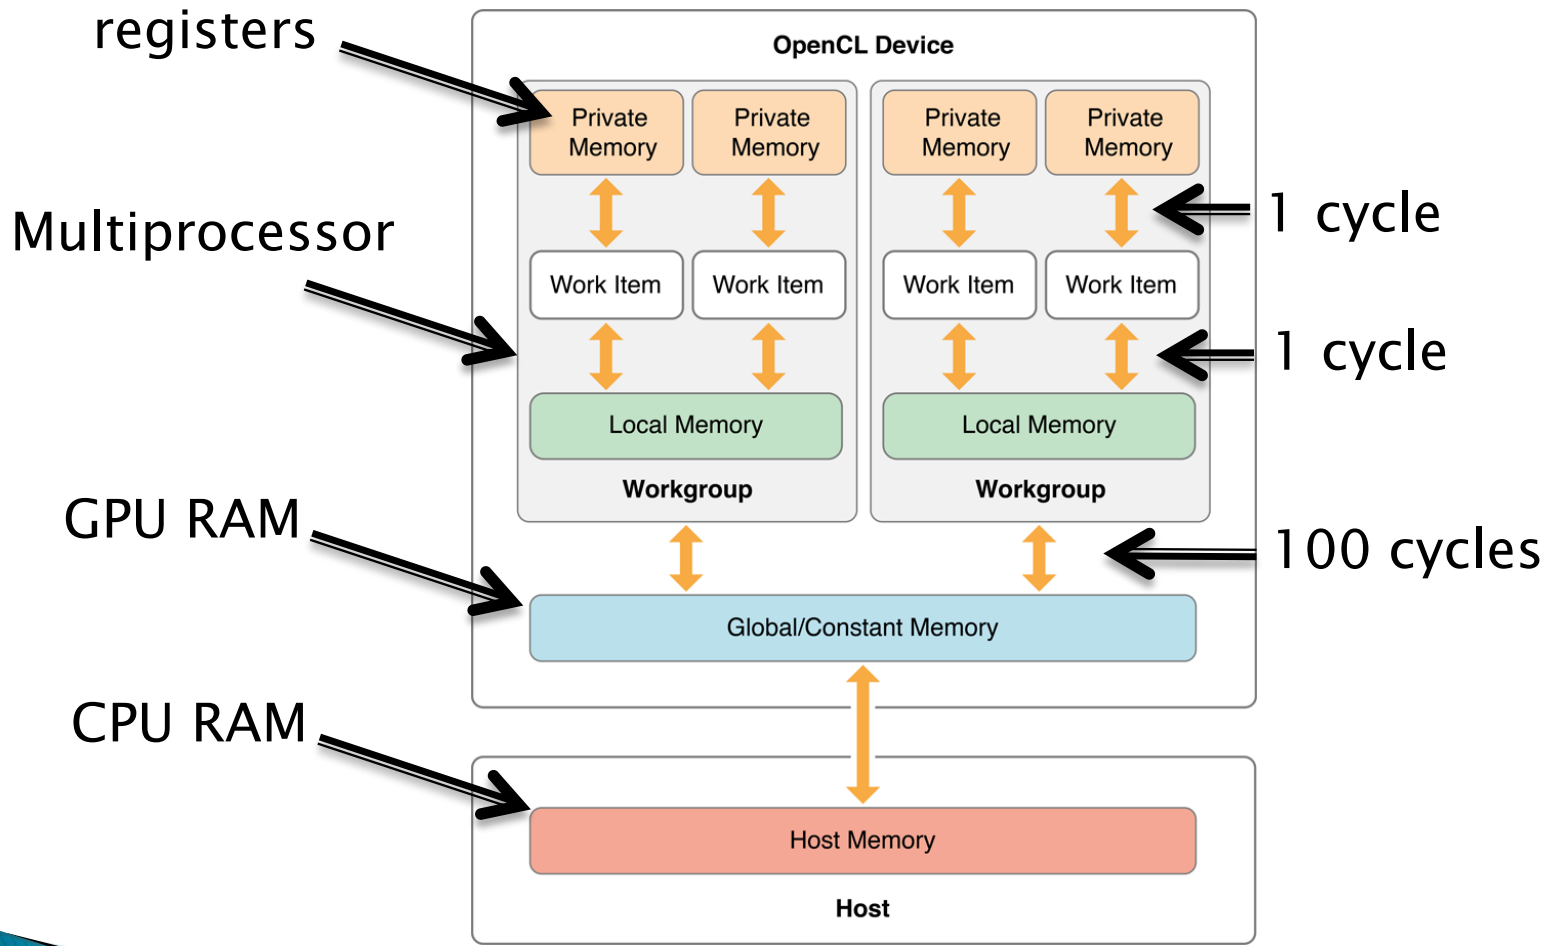 registers
OpenCL Device
Private
Memory
Private
Memory
Private
Memory
Private
Memory
1 cycle
Multiprocessor
Work Item
Work Item
Work Item
Work Item
1 cycle
Local Memory
Local Memory
Workgroup
Workgroup
GPU RAM
100 cycles
Global/Constant Memory
CPU RAM
Host Memory
Host